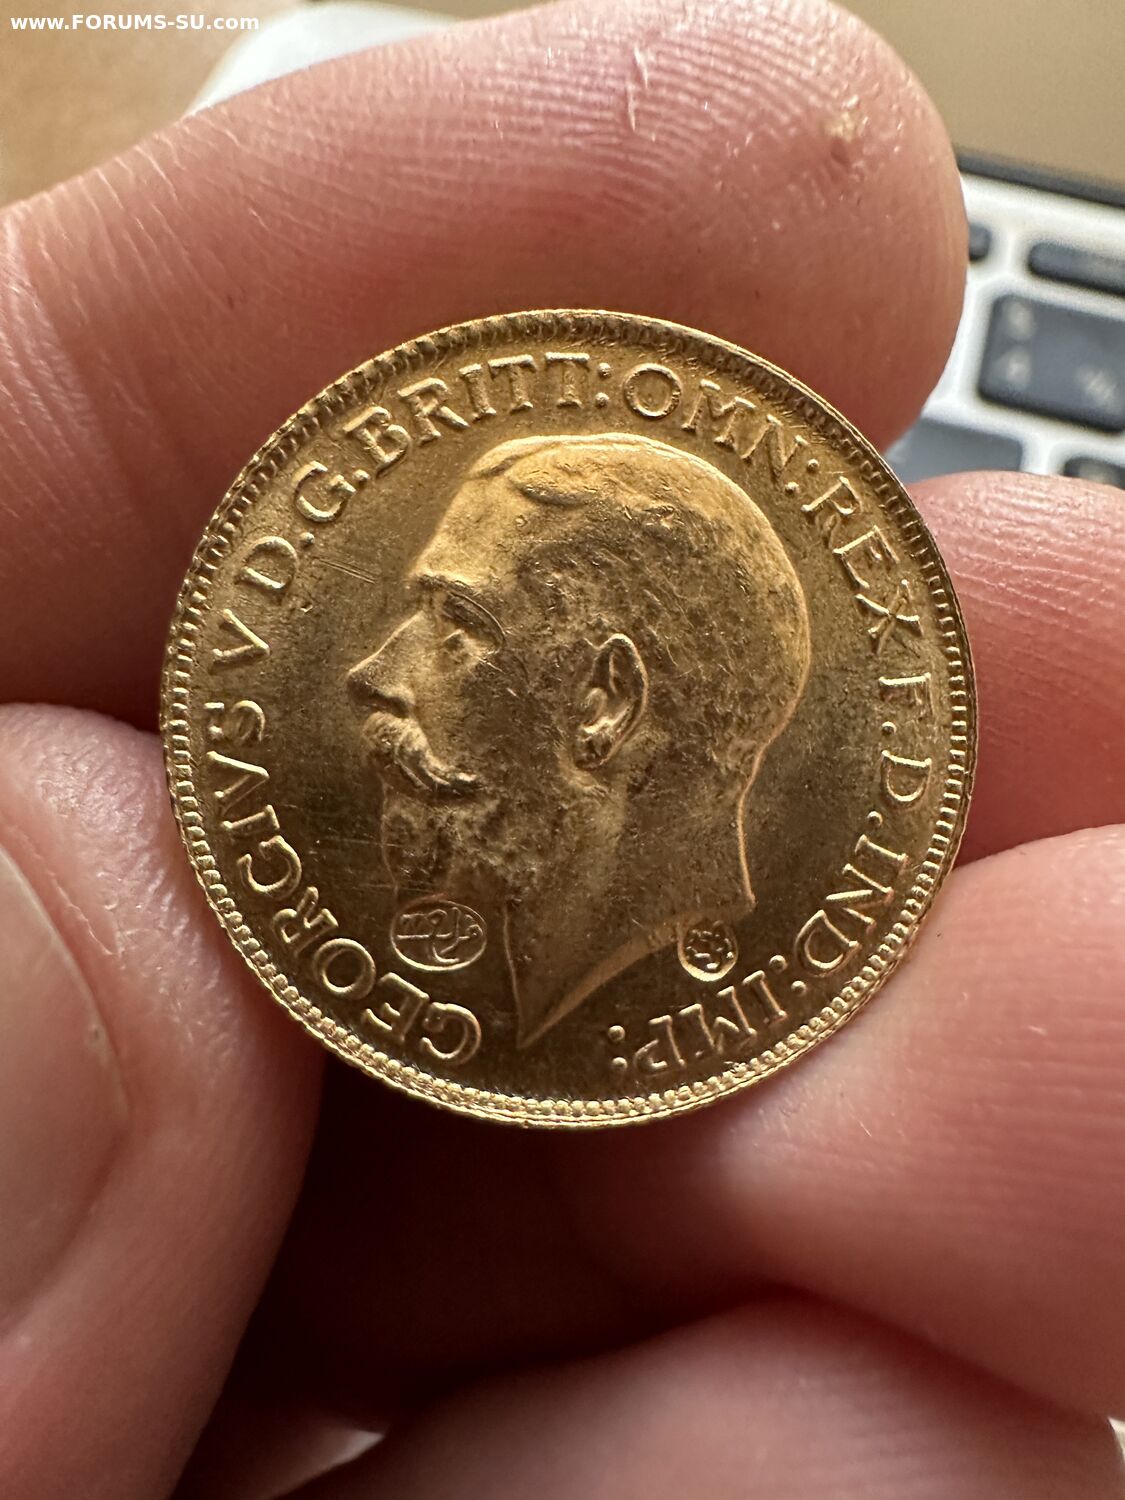 www.FORUMS-SU.com
GEORGIVS V D.G.BRITT:OMN:REX F.D.IND:IMP: